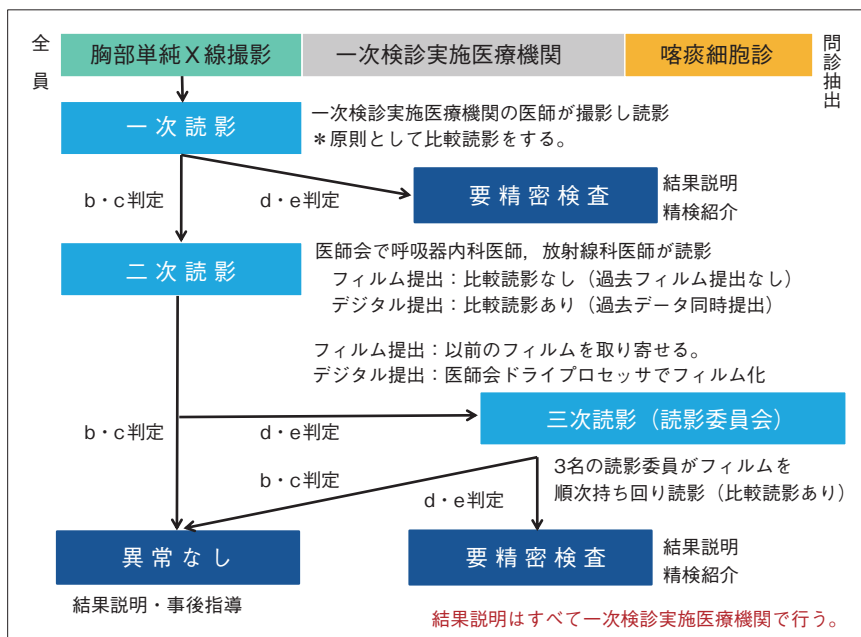 全員
胸部単純X線撮影
一次検診実施医療機関
喀痰細胞診
問診抽出
一次読影
一次検診実施医療機関の医師が撮影し読影
＊原則として比較読影をする。
b・c判定
d・e判定
要精密検査
結果説明
精検紹介
二次読影
医師会で呼吸器内科医師，放射線科医師が読影
フィルム提出：比較読影なし（過去フィルム提出なし）
デジタル提出：比較読影あり（過去データ同時提出）
フィルム提出：以前のフィルムを取り寄せる。
デジタル提出：医師会ドライプロセッサでフィルム化
b・c判定
d・e判定
三次読影（読影委員会）
b・c判定
d・e判定
3名の読影委員がフィルムを
順次持ち回り読影（比較読影あり）
異常なし
要精密検査
結果説明
精検紹介
結果説明・事後指導
結果説明はすべて一次検診実施医療機関で行う。